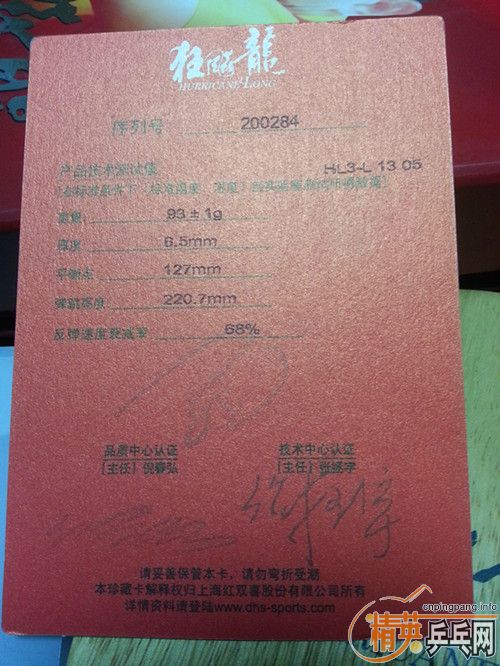 狂飚龍
HURRICANE LONG
序列号: 200284
产品技术测试值 HL3-L 13 05
重量: 93±1g
厚度 6.5mm
平衡点 127mm
弹跳高度 220.7mm
反弹速度衰减率 68%
品质中心认证 技术中心认证
[主任] 倪春弘 [主任]
请妥善保管本卡，请勿弯折受潮
本珍藏卡解释权归上海红双喜股份有限公司所有
详情资料请登陆www.dhs-sports.com
cnpingpang.info
精英乒乓网